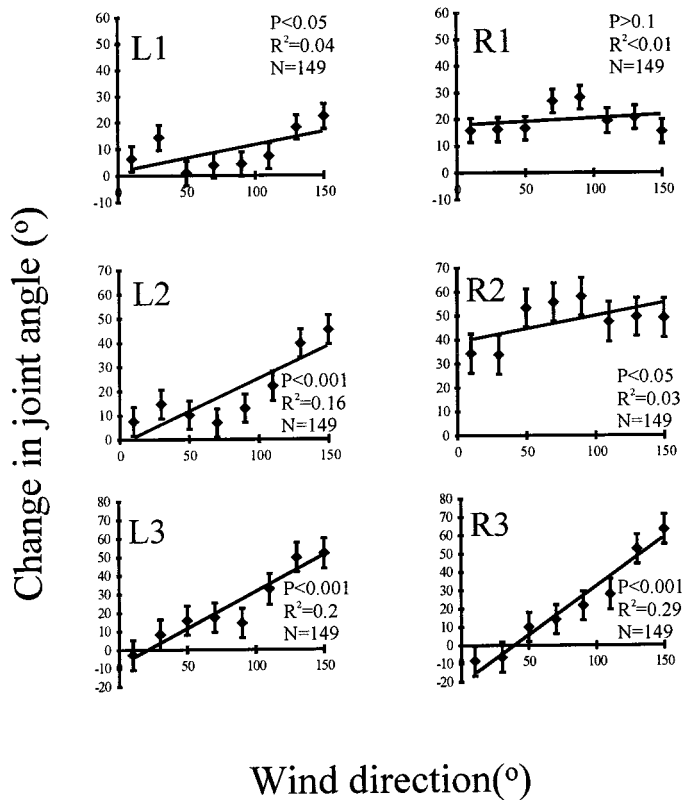 Change in joint angle (°)
L1
P<0.05
R²=0.04
N=149
60
50
40
30
20
10
0
-10
50
100
150
R1
P>0.1
R²<0.01
N=149
60
50
40
30
20
10
0
-10
50
100
150
L2
P<0.001
R²=0.16
N=149
70
60
50
40
30
20
10
0
0
50
100
150
R2
P<0.05
R²=0.03
N=149
70
60
50
40
30
20
10
0
0
50
100
150
L3
P<0.001
R²=0.2
N=149
80
70
60
50
40
30
20
10
0
-10
-20
50
100
150
R3
P<0.001
R²=0.29
N=149
80
70
60
50
40
30
20
10
0
-10
-20
50
100
150
Wind direction(°)